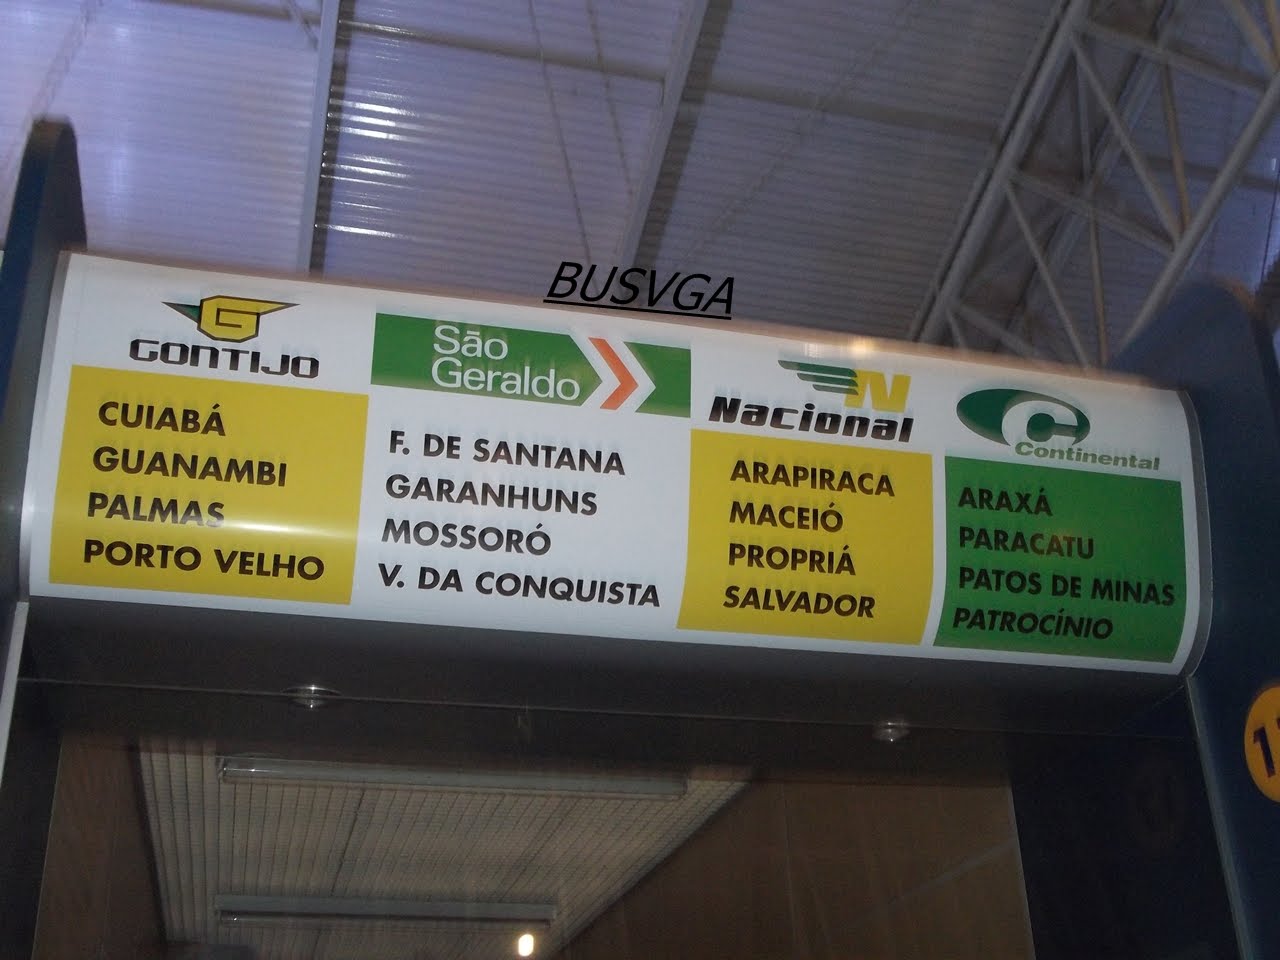 BUSVGA
G
GONTIJO
CUIABÁ
GUANAMBI
PALMAS
PORTO VELHO
São
Geraldo
F. DE SANTANA
GARANHUNS
MOSSORÓ
V. DA CONQUISTA
N
Nacional
ARAPIRACA
MACEIÓ
PROPRIÁ
SALVADOR
C
Continental
ARAXÁ
PARACATU
PATOS DE MINAS
PATROCÍNIO